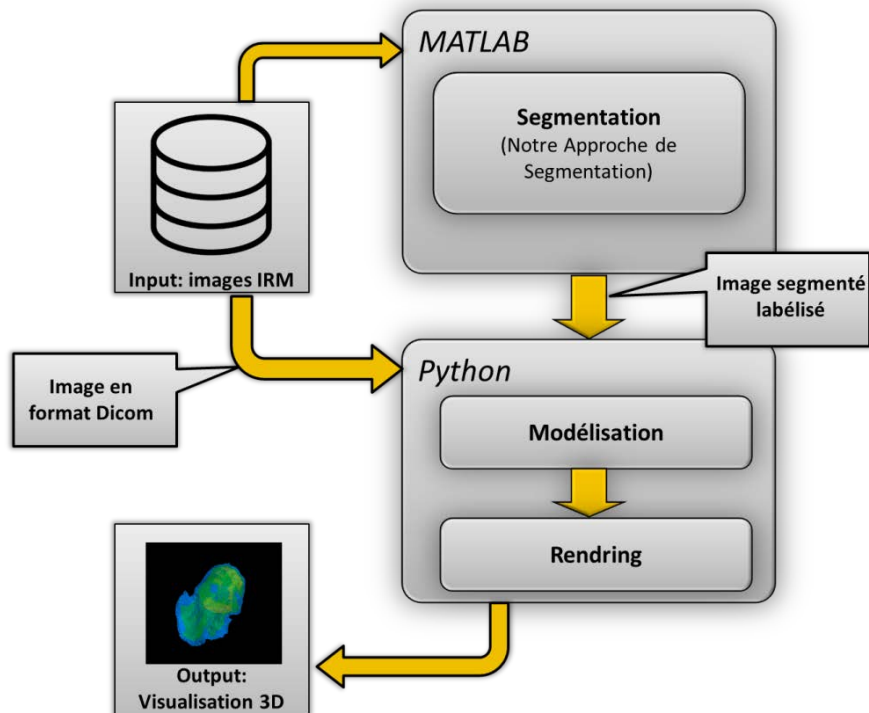 MATLAB
Segmentation
(Notre Approche de
Segmentation)
Input: images IRM
Image segmenté
labélisé
Image en
format Dicom
Python
Modélisation
Rendring
Output:
Visualisation 3D